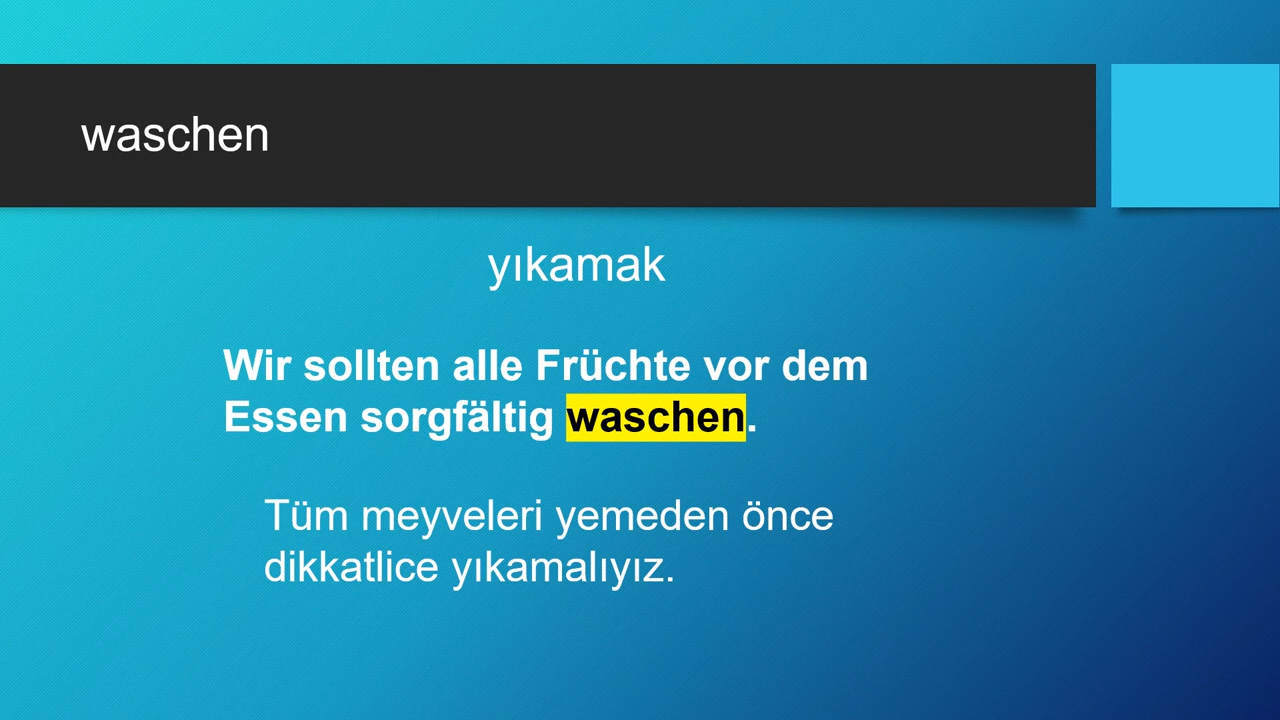 waschen
yıkamak
Wir sollten alle Früchte vor dem
Essen sorgfältig waschen.
Tüm meyveleri yemeden önce
dikkatlice yıkamalıyız.